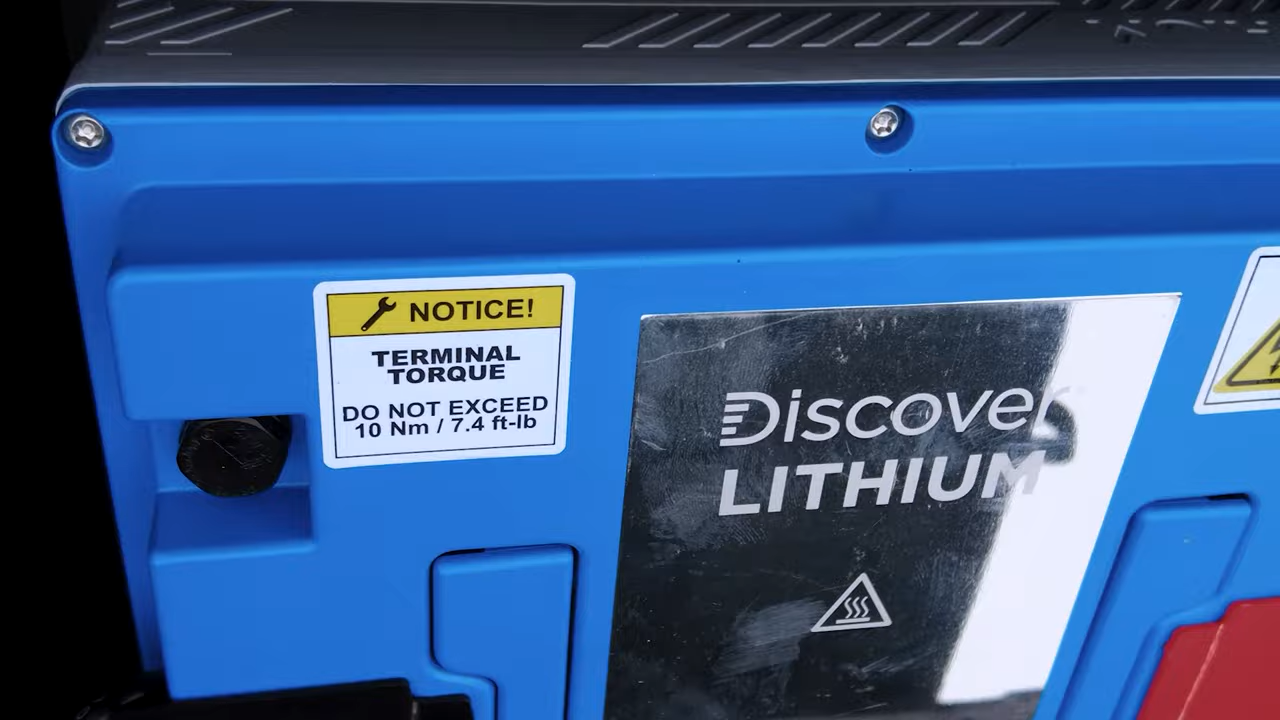 NOTICE!
TERMINAL
TORQUE
DO NOT EXCEED
10 Nm / 7.4 ft-lb
Discover
LITHIUM